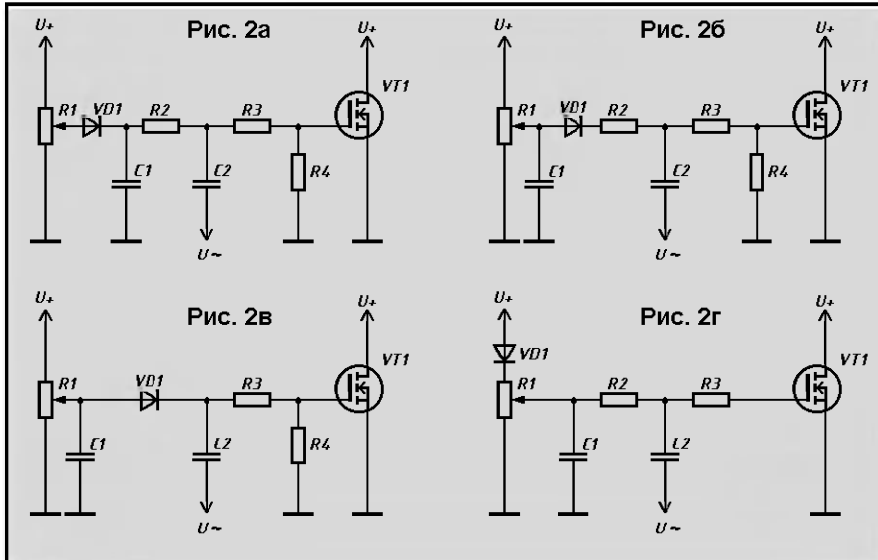 U+ Рис. 2а U+
R1 VD1 R2 R3 VT1
C1 C2 R4
U~
U+ Рис. 2б U+
R1 VD1 R2 R3 VT1
C1 C2 R4
U~
U+ Рис. 2в U+
R1 VD1 R3 VT1
C1 C2 R4
U~
U+ Рис. 2г U+
VD1 VT1
R1 R2 R3
C1 C2
U~